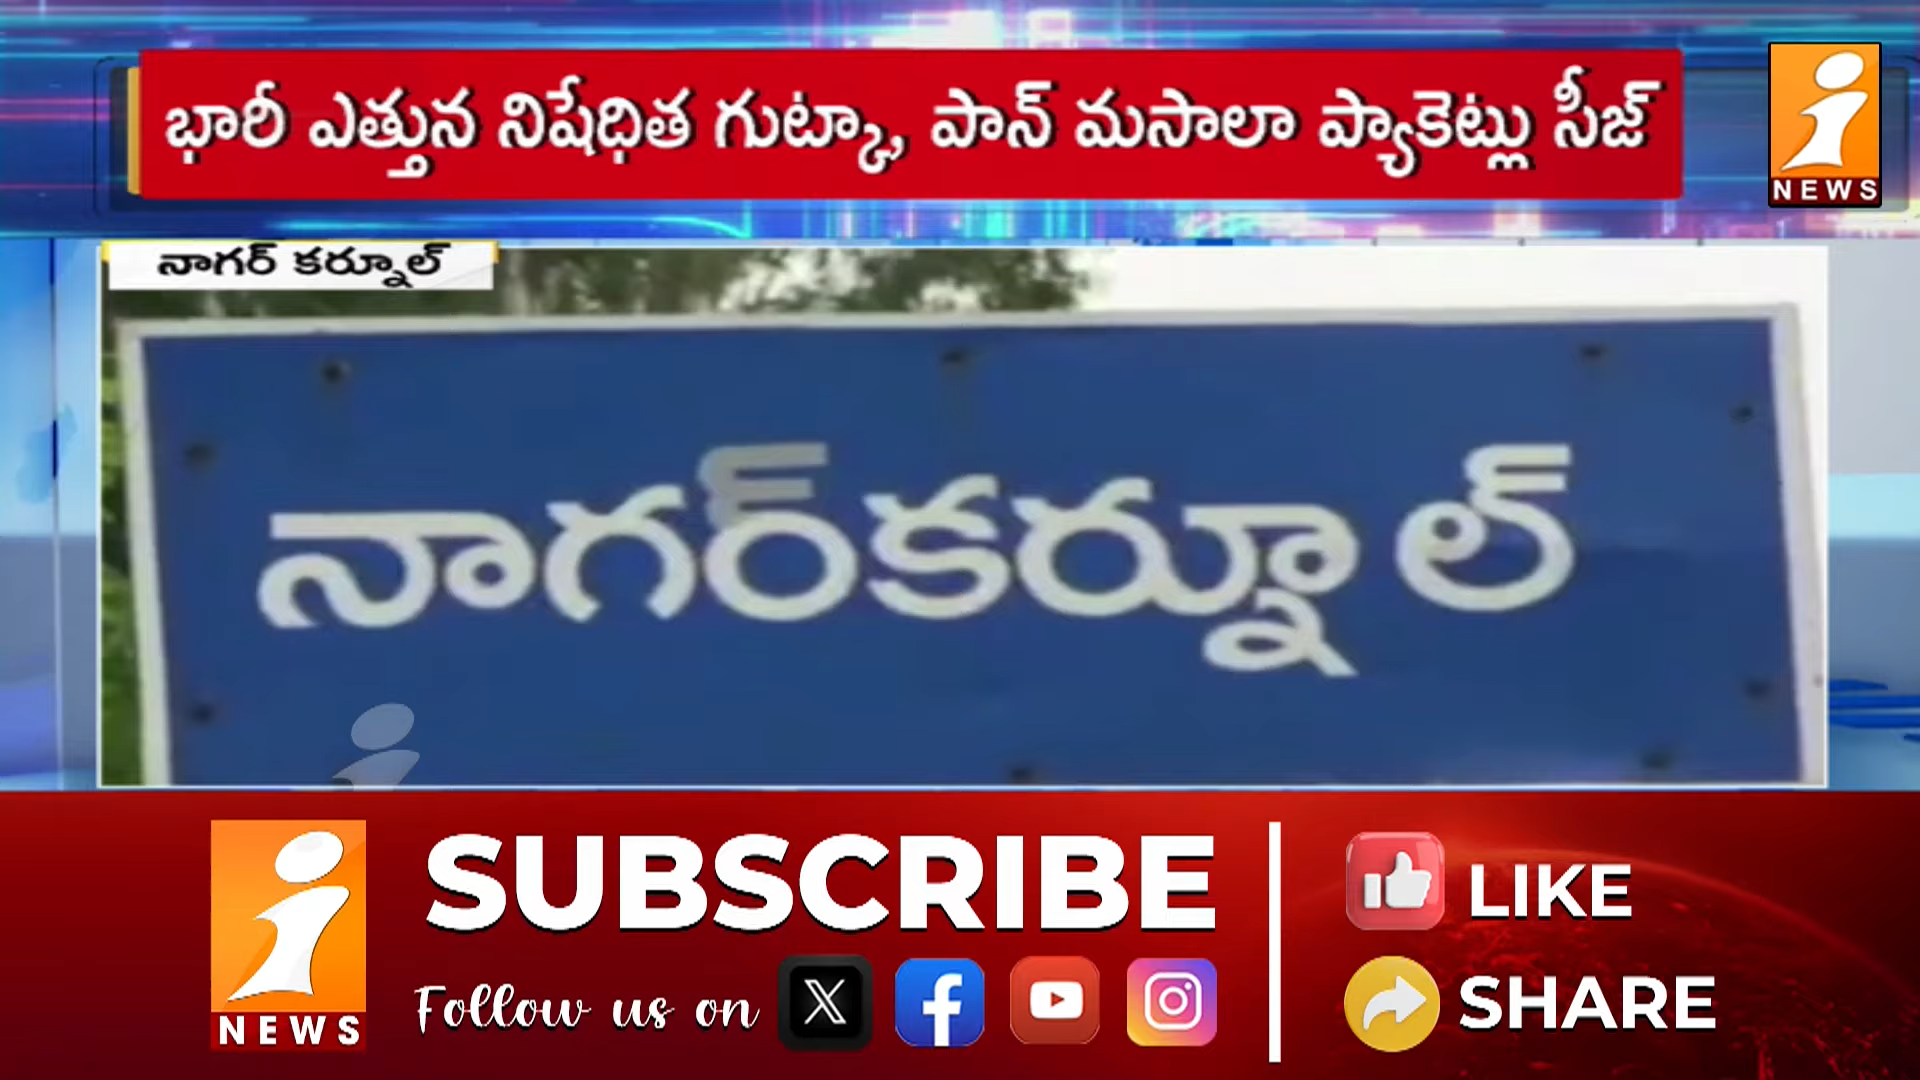 భారీ ఎత్తున నిషేధిత గుట్కా, పాన్ మసాలా ప్యాకెట్లు సీజ్
i
NEWS
నాగర్ కర్నూల్
నాగర్‌కర్నూల్
i
NEWS
SUBSCRIBE
Follow us on
LIKE
SHARE